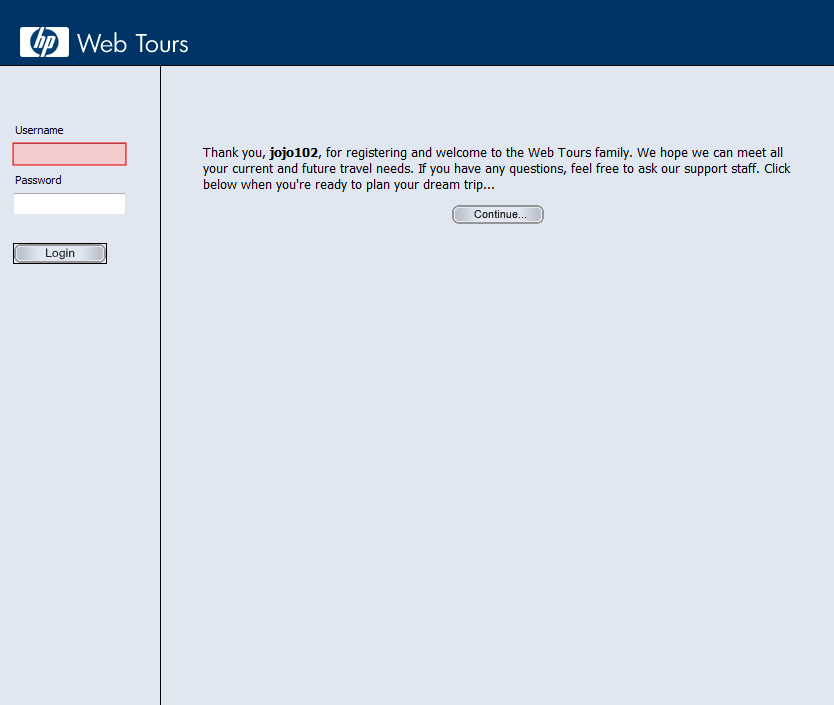 hp Web Tours
Username
Password
Login
Thank you, jojo102, for registering and welcome to the Web Tours family. We hope we can meet all
your current and future travel needs. If you have any questions, feel free to ask our support staff. Click
below when you're ready to plan your dream trip...
Continue...